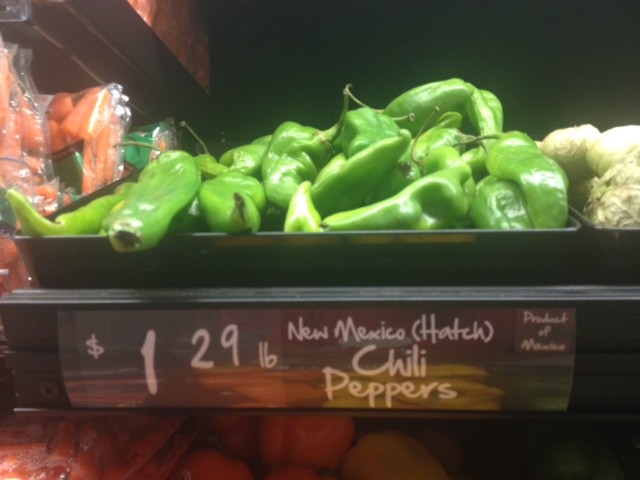 $1 29 lb
New Mexico (Hatch)
Chili
Peppers
Product
of
Mexico